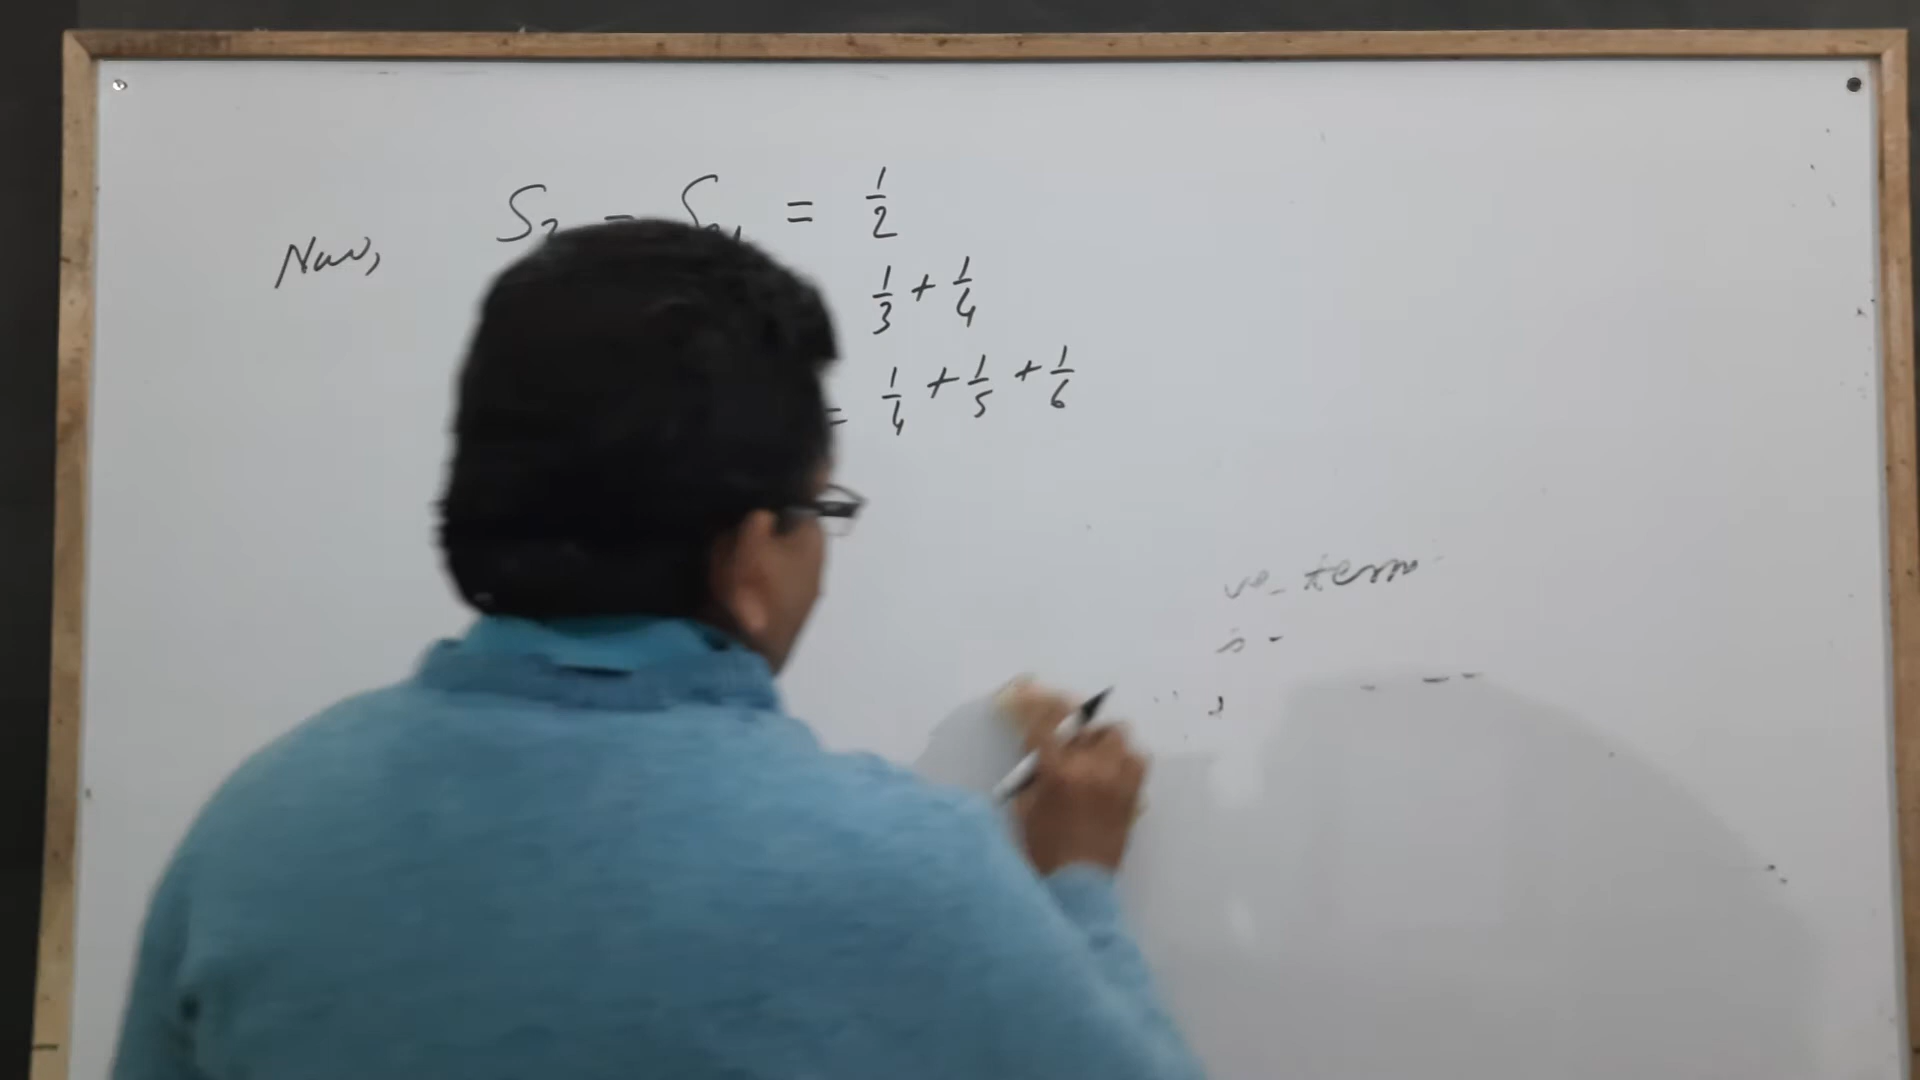 Now, S₂ - S₁ = 1/2
1/3 + 1/4
= 1/4 + 1/5 + 1/6
ve term